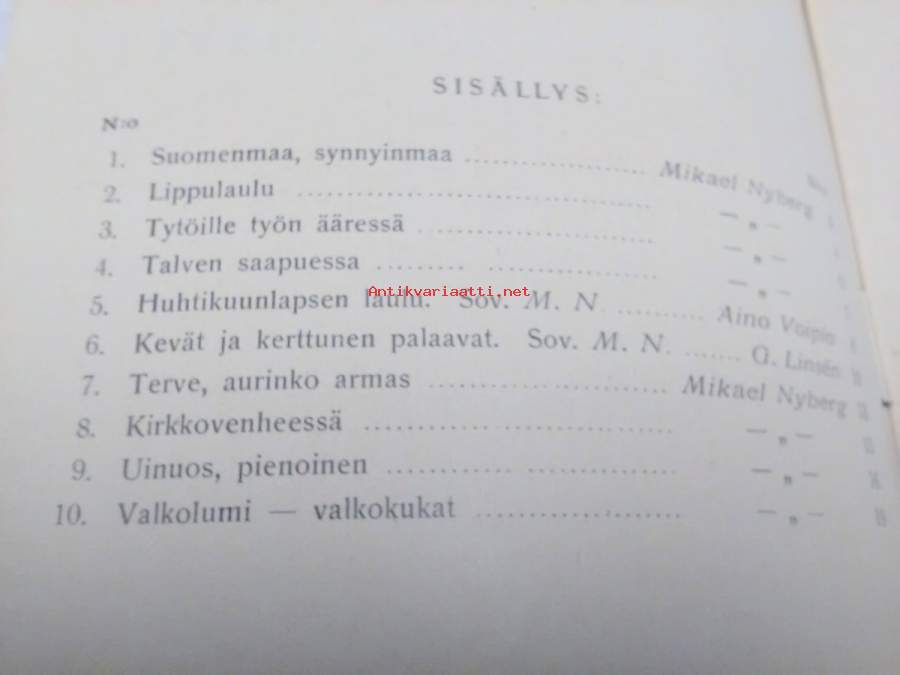 SISÄLLYS:
N:o
1. Suomenmaa, synnyinmaa .................... Mikael Nyberg
2. Lippulaulu .................... — „ —
3. Tytöille työn ääressä .................... — „ —
4. Talven saapuessa .................... — „ —
Antikvariaatti.net
5. Huhtikuunlapsen laulu. Sov. M. N. .......... Aino Voipio
6. Kevät ja kerttunen palaavat. Sov. M. N. ....... G. Linsén
7. Terve, aurinko armas .................... Mikael Nyberg
8. Kirkkovenheessä .................... — „ —
9. Uinuos, pienoinen .................... — „ —
10. Valkolumi — valkokukat .................... — „ —